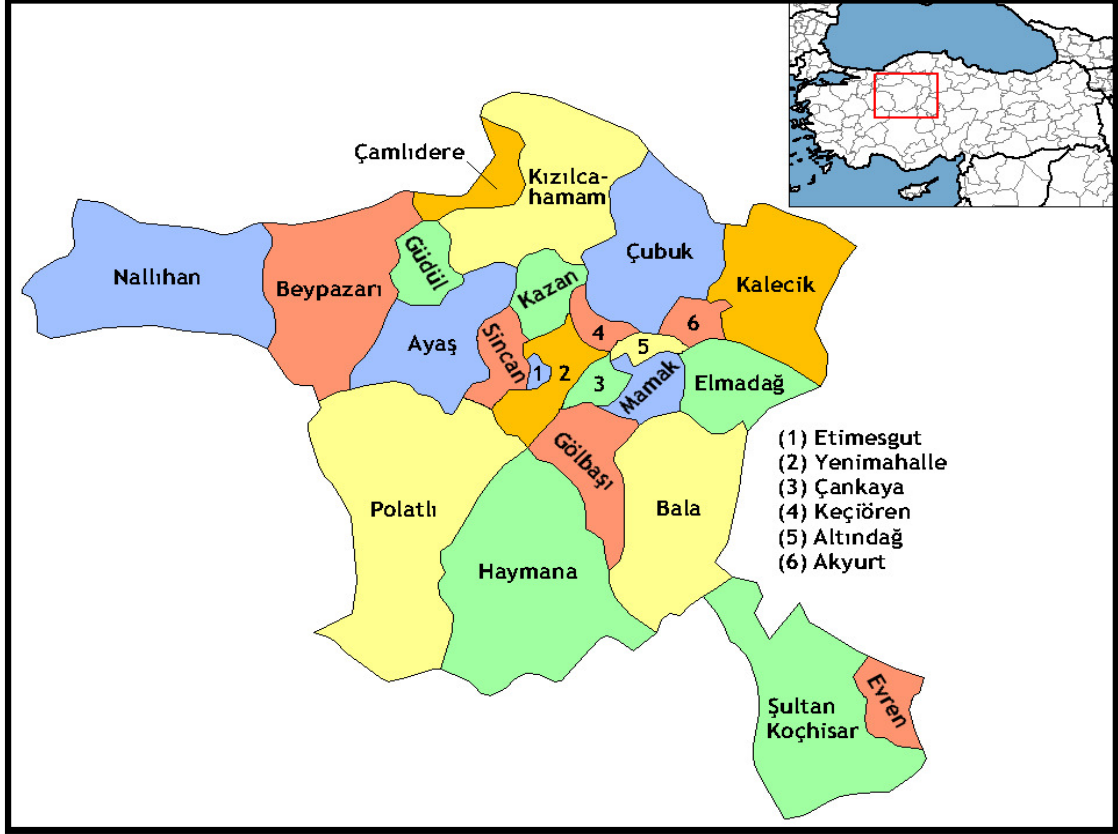 Çamlıdere
Kızılca-
hamam
Nallıhan
Beypazarı
Güdül
Kazan
Çubuk
Kalecik
Ayaş
Sincan
1
2
3
4
5
6
Mamak
Elmadağ
Gölbaşı
Polatlı
Haymana
Bala
(1) Etimesgut
(2) Yenimahalle
(3) Çankaya
(4) Keçiören
(5) Altındağ
(6) Akyurt
Şultan
Koçhisar
Evren